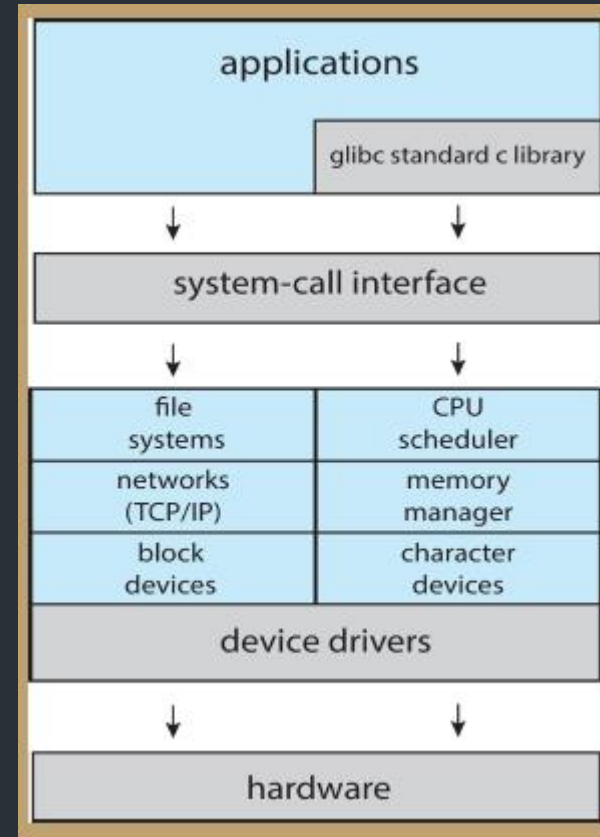 applications
glibc standard c library
system-call interface
file
systems
CPU
scheduler
networks
(TCP/IP)
memory
manager
block
devices
character
devices
device drivers
hardware